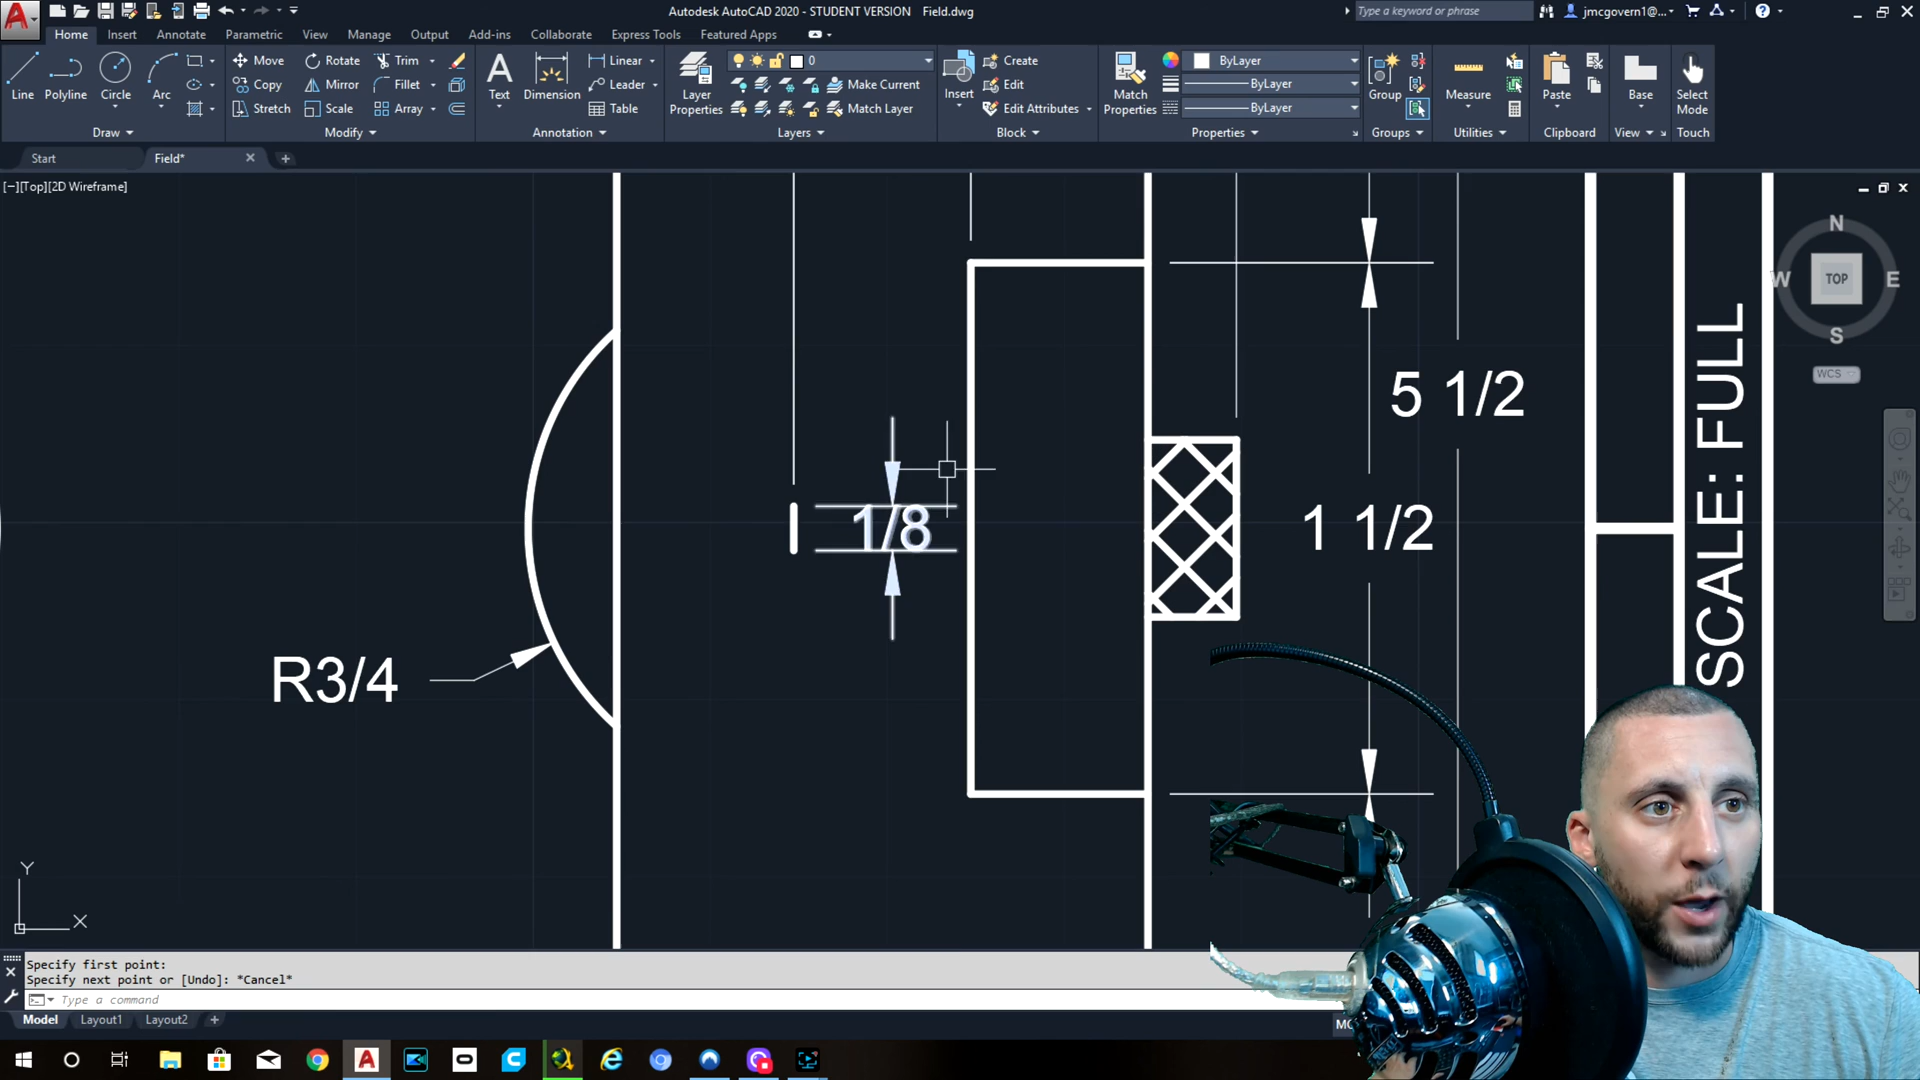 Autodesk AutoCAD 2020 - STUDENT VERSION Field.dwg
Type a keyword or phrase
jmcgovern1@...
Home Insert Annotate Parametric View Manage Output Add-ins Collaborate Express Tools Featured Apps
Line Polyline Circle Arc
Move Rotate Trim
Copy Mirror Fillet
Stretch Scale Array
Text Dimension
Linear
Leader
Table
Layer Properties
0
Make Current
Match Layer
Insert
Create
Edit
Edit Attributes
Match Properties
ByLayer
ByLayer
ByLayer
Group
Measure
Paste
Base
Select Mode
Draw Modify Annotation Layers Block Properties Groups Utilities Clipboard View Touch
Start Field*
[−][Top][2D Wireframe]
N
W TOP E
S
WCS
5 1/2
1/8
1 1/2
R3/4
SCALE: FULL
Y
X
Specify first point:
Specify next point or [Undo]: *Cancel*
Type a command
Model Layout1 Layout2